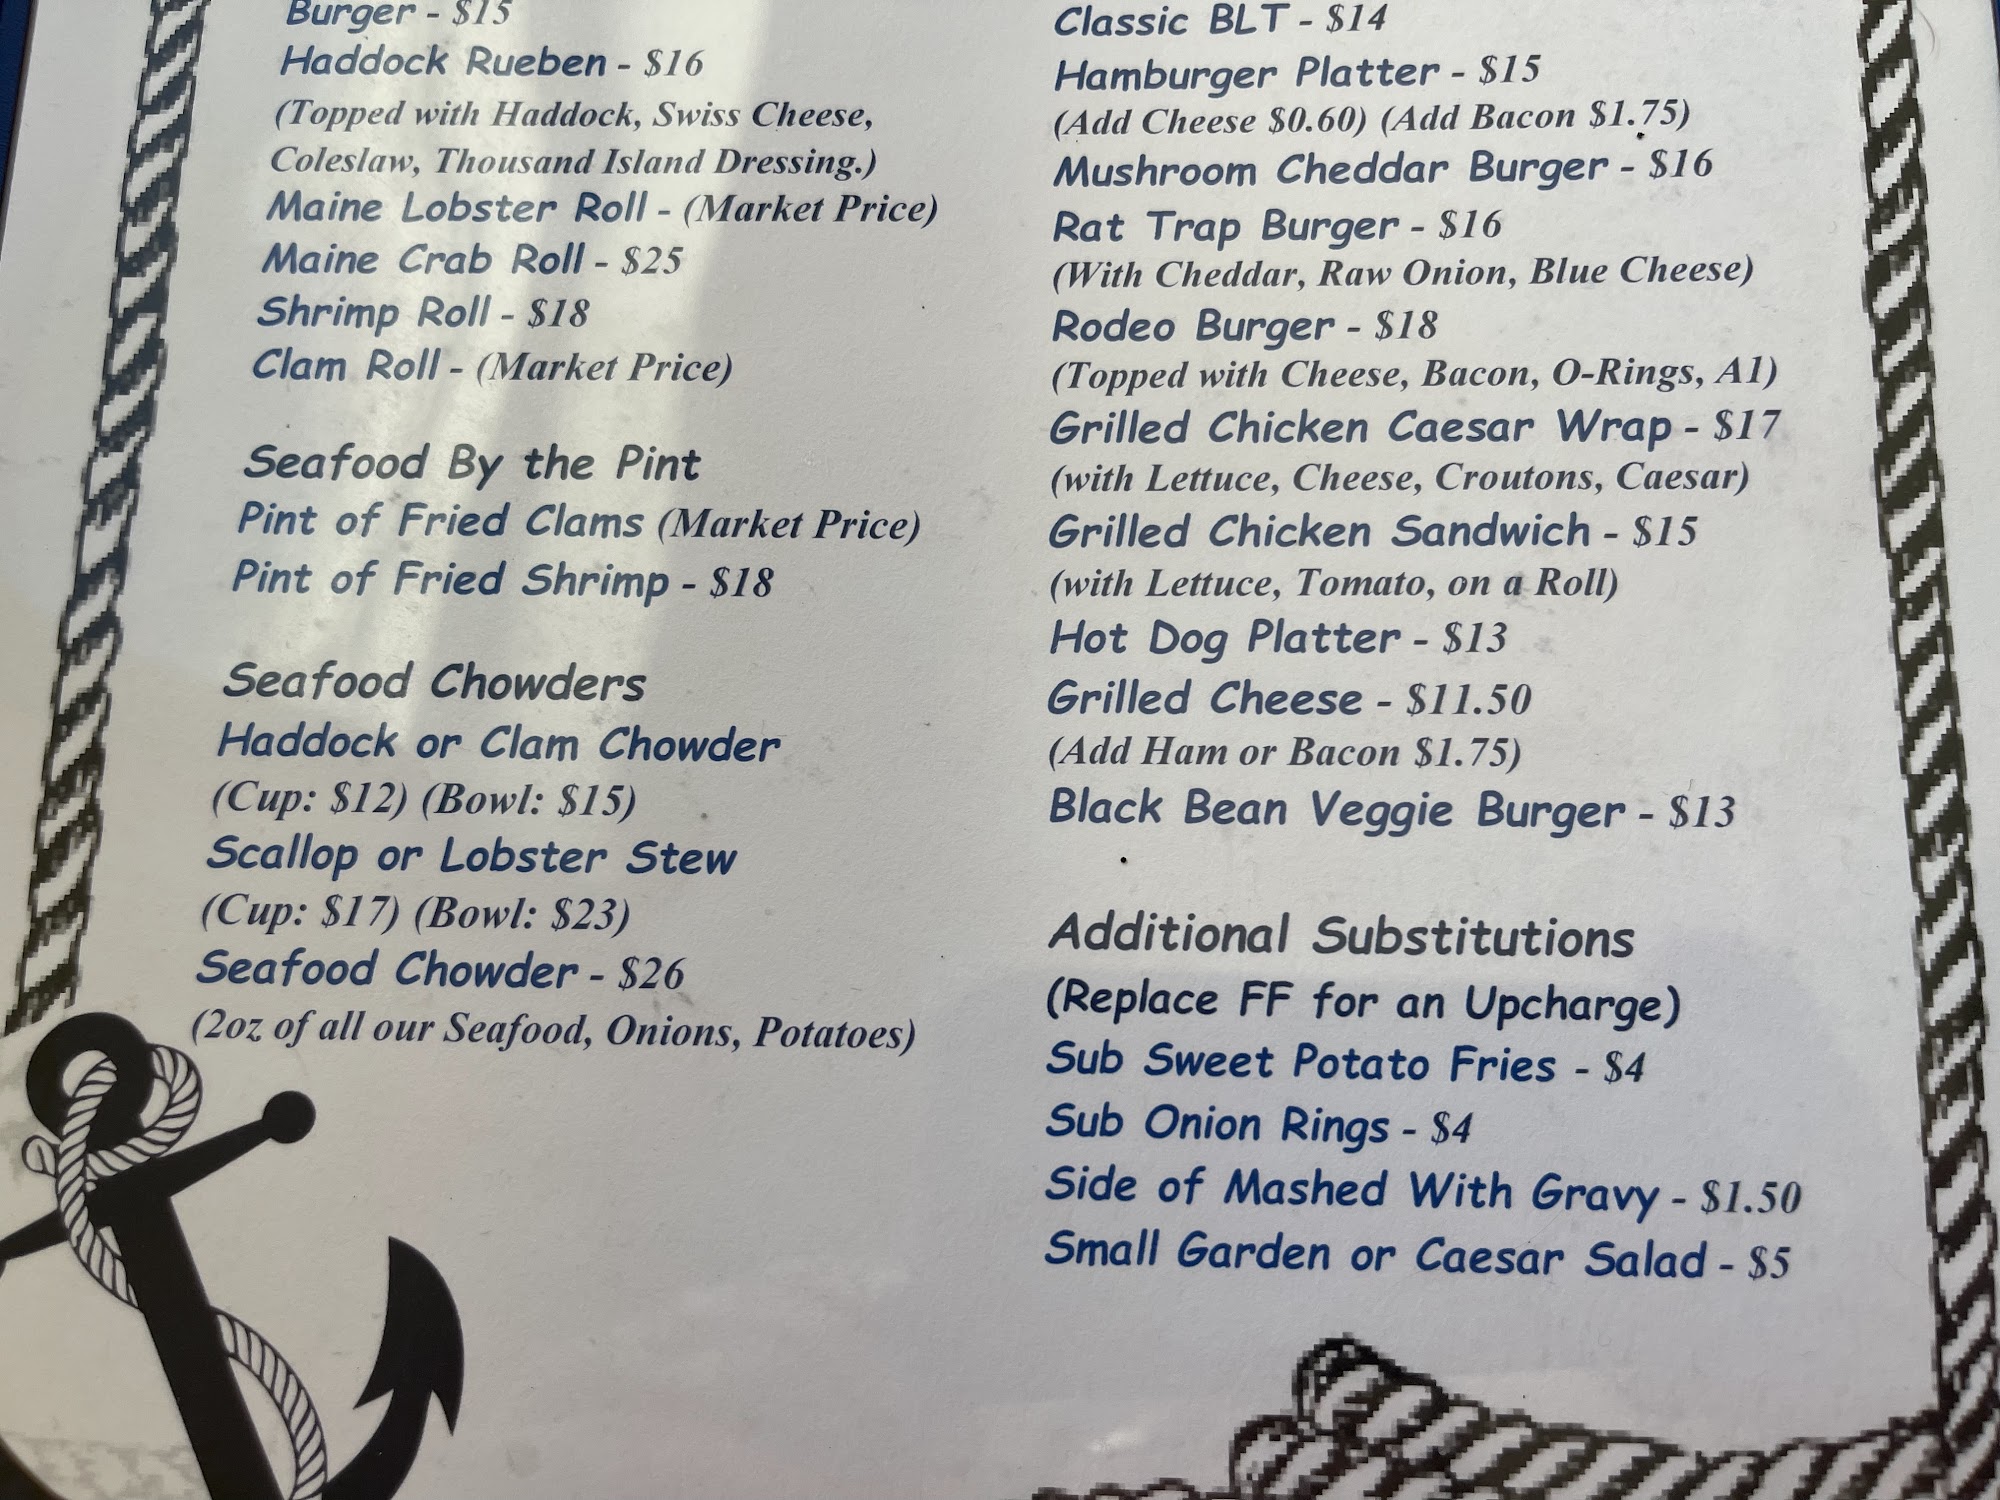 Burger - $15
Haddock Rueben - $16
(Topped with Haddock, Swiss Cheese,
Coleslaw, Thousand Island Dressing.)
Maine Lobster Roll - (Market Price)
Maine Crab Roll - $25
Shrimp Roll - $18
Clam Roll - (Market Price)
Seafood By the Pint
Pint of Fried Clams (Market Price)
Pint of Fried Shrimp - $18
Seafood Chowders
Haddock or Clam Chowder
(Cup: $12) (Bowl: $15)
Scallop or Lobster Stew
(Cup: $17) (Bowl: $23)
Seafood Chowder - $26
(2oz of all our Seafood, Onions, Potatoes)
Classic BLT - $14
Hamburger Platter - $15
(Add Cheese $0.60) (Add Bacon $1.75)
Mushroom Cheddar Burger - $16
Rat Trap Burger - $16
(With Cheddar, Raw Onion, Blue Cheese)
Rodeo Burger - $18
(Topped with Cheese, Bacon, O-Rings, A1)
Grilled Chicken Caesar Wrap - $17
(with Lettuce, Cheese, Croutons, Caesar)
Grilled Chicken Sandwich - $15
(with Lettuce, Tomato, on a Roll)
Hot Dog Platter - $13
Grilled Cheese - $11.50
(Add Ham or Bacon $1.75)
Black Bean Veggie Burger - $13
Additional Substitutions
(Replace FF for an Upcharge)
Sub Sweet Potato Fries - $4
Sub Onion Rings - $4
Side of Mashed With Gravy - $1.50
Small Garden or Caesar Salad - $5